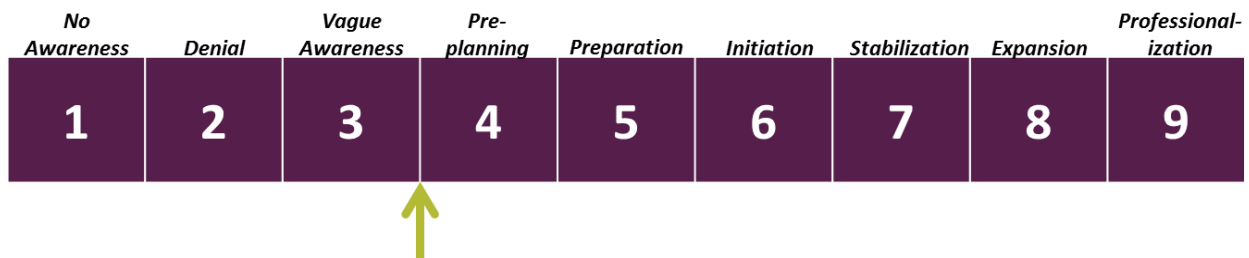 No
Awareness
Denial
Vague
Awareness
Pre-
planning
Preparation
Initiation
Stabilization
Expansion
Professional-
ization
1 2 3 4 5 6 7 8 9